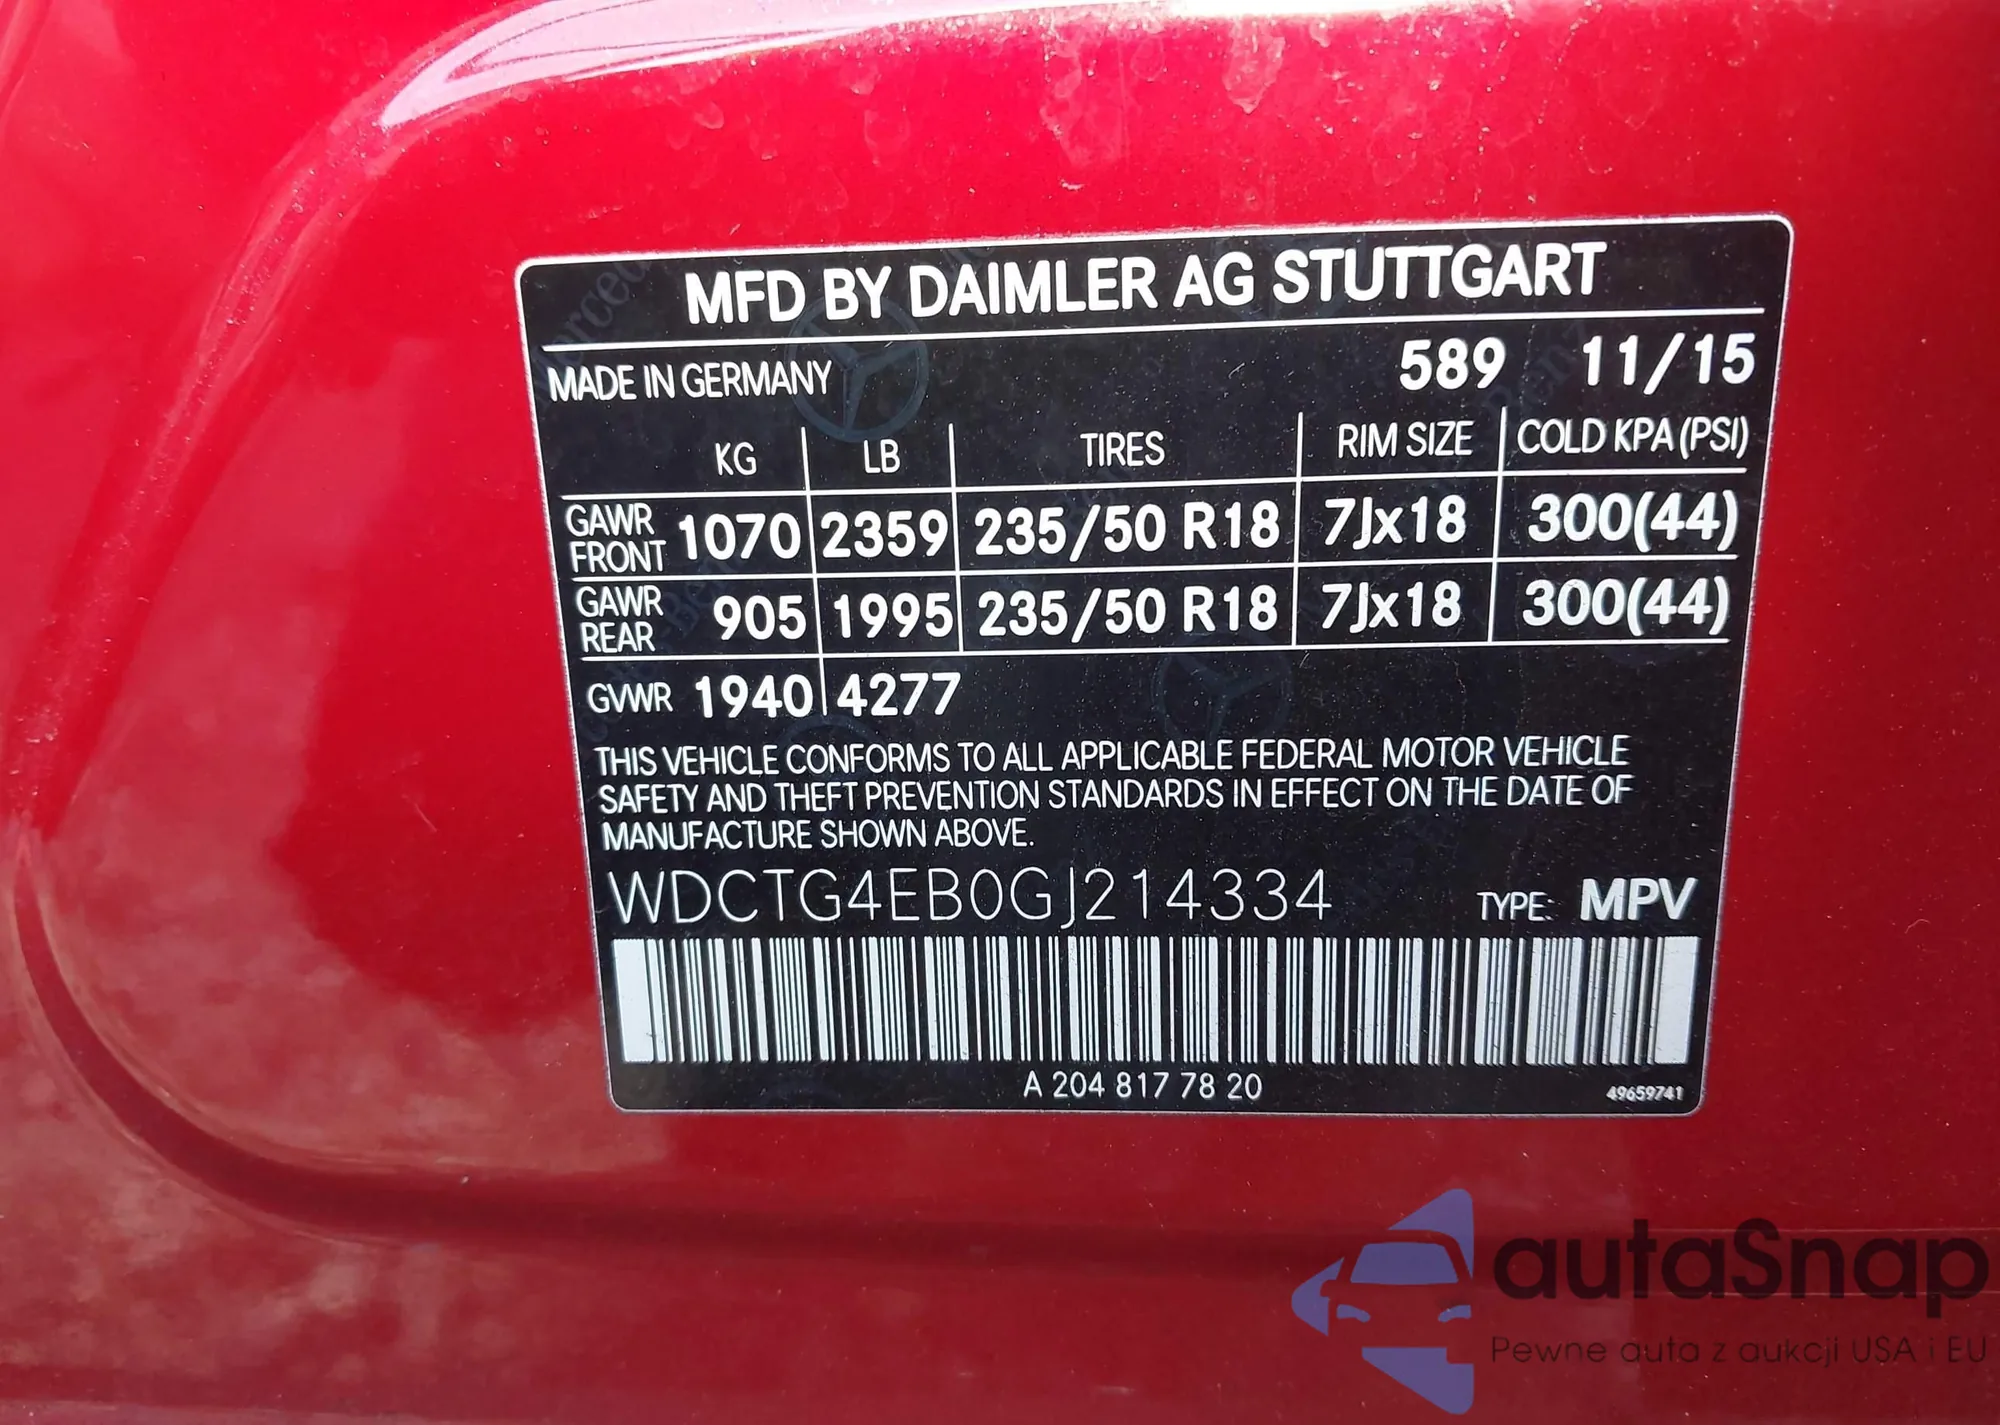 MFD BY DAIMLER AG STUTTGART
MADE IN GERMANY 589 11/15
KG LB TIRES RIM SIZE COLD KPA (PSI)
GAWR FRONT 1070 2359 235/50 R18 7Jx18 300(44)
GAWR REAR 905 1995 235/50 R18 7Jx18 300(44)
GVWR 1940 4277
THIS VEHICLE CONFORMS TO ALL APPLICABLE FEDERAL MOTOR VEHICLE
SAFETY AND THEFT PREVENTION STANDARDS IN EFFECT ON THE DATE OF
MANUFACTURE SHOWN ABOVE.
WDCTG4EB0GJ214334 TYPE: MPV
A 204 817 78 20 49659741
autaSnap
Pewne auta z aukcji USA i EU